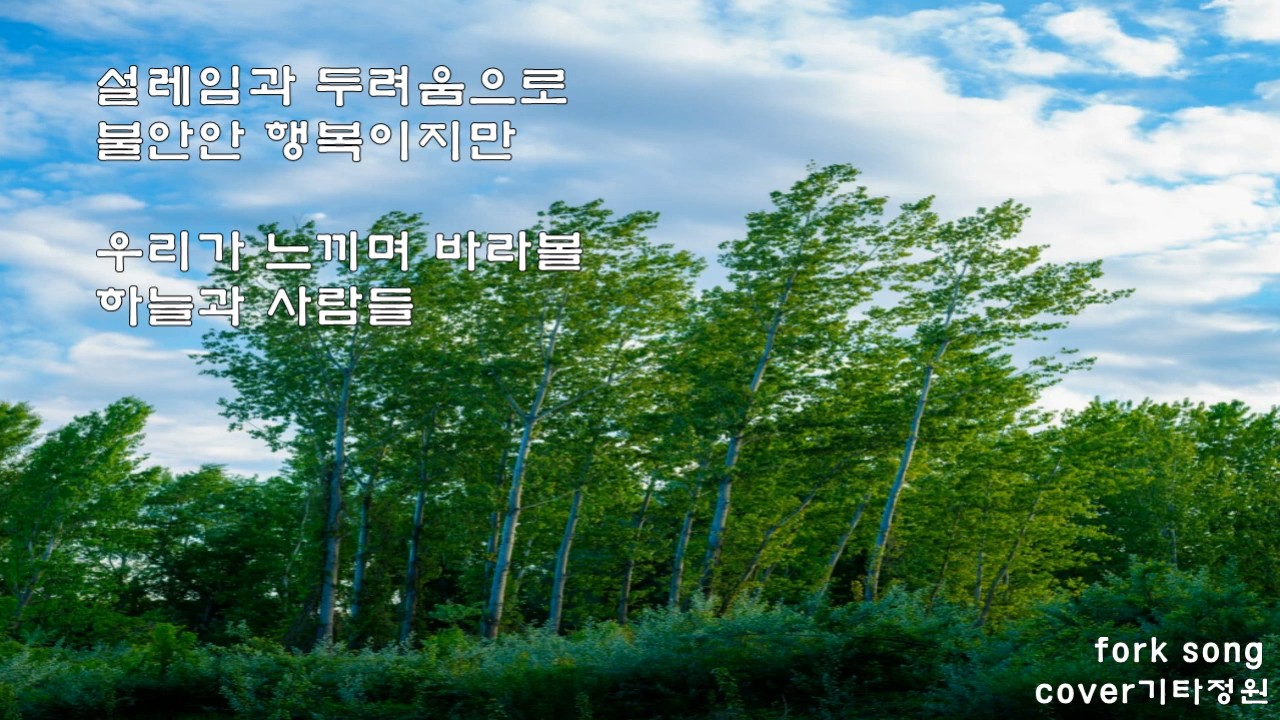 설레임과 두려움으로
불안안 행복이지만
우리가 느끼며 바라볼
하늘과 사람들
fork song
cover기타정원